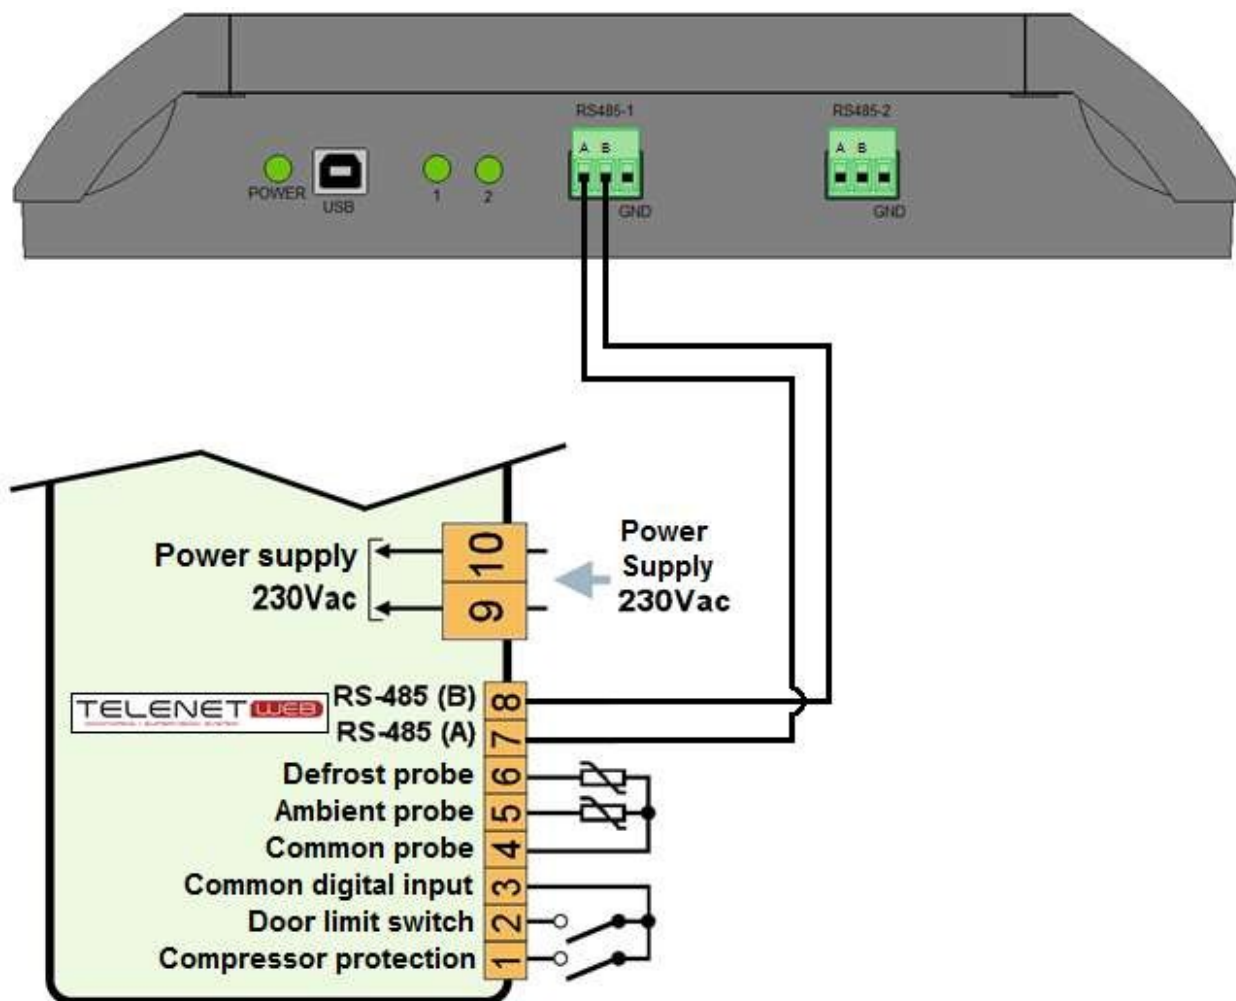 RS485-1
RS485-2
A B
A B
POWER
USB
1
2
GND
GND
Power supply
230Vac
10
9
Power
Supply
230Vac
TELENET WEB
RS-485 (B)
8
RS-485 (A)
7
Defrost probe
6
Ambient probe
5
Common probe
4
Common digital input
3
Door limit switch
2
Compressor protection
1